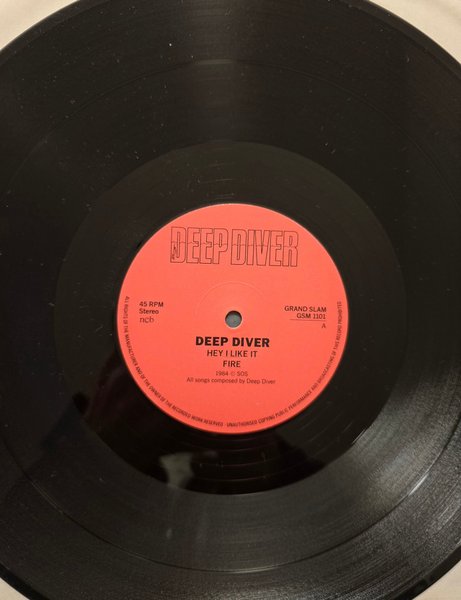 DEEP DIVER
45 RPM
Stereo
ncb
GRAND SLAM
GSM 1101
A
DEEP DIVER
HEY I LIKE IT
FIRE
1984 © SOS
All songs composed by Deep Diver
ALL RIGHTS OF THE MANUFACTURER AND OF THE OWNER OF THE RECORDED WORK RESERVED · UNAUTHORISED COPYING PUBLIC PERFORMANCE AND BROADCASTING OF THIS RECORD PROHIBITED